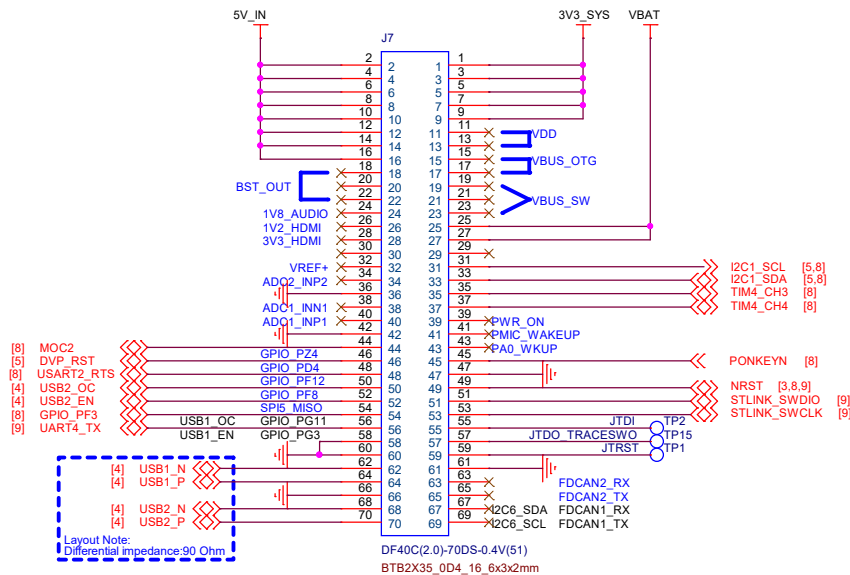 5V_IN 3V3_SYS VBAT
J7
2 2 1 1
4 4 3 3
6 6 5 5
8 8 7 7
10 10 9 9
12 12 11 11 VDD
14 14 13 13
16 16 15 15 VBUS_OTG
18 18 17 17
BST_OUT 20 20 19 19
22 22 21 21 VBUS_SW
1V8_AUDIO 24 24 23 23
1V2_HDMI 26 26 25 25
3V3_HDMI 28 28 27 27
30 30 29 29
VREF+ 32 32 31 31 I2C1_SCL [5,8]
ADC2_INP2 34 34 33 33 I2C1_SDA [5,8]
36 36 35 35 TIM4_CH3 [8]
ADC1_INN1 38 38 37 37 TIM4_CH4 [8]
ADC1_INP1 40 40 39 39 PWR_ON
42 42 41 41 PMIC_WAKEUP
[8] MOC2 44 44 43 43 PA0_WKUP
[5] DVP_RST GPIO_PZ4 46 46 45 45 PONKEYN [8]
[8] USART2_RTS GPIO_PD4 48 48 47 47
[4] USB2_OC GPIO_PF12 50 50 49 49 NRST [3,8,9]
[4] USB2_EN GPIO_PF8 52 52 51 51 STLINK_SWDIO [9]
[8] GPIO_PF3 SPI5_MISO 54 54 53 53 STLINK_SWCLK [9]
[9] UART4_TX USB1_OC GPIO_PG11 56 56 55 55 JTDI TP2
USB1_EN GPIO_PG3 58 58 57 57 JTDO_TRACESWO TP15
60 60 59 59 JTRST TP1
[4] USB1_N 62 62 61 61
[4] USB1_P 64 64 63 63 FDCAN2_RX
66 66 65 65 FDCAN2_TX
[4] USB2_N 68 68 67 67 I2C6_SDA FDCAN1_RX
[4] USB2_P 70 70 69 69 I2C6_SCL FDCAN1_TX
Layout Note:
Differential impedance:90 Ohm
DF40C(2.0)-70DS-0.4V(51)
BTB2X35_0D4_16_6x3x2mm